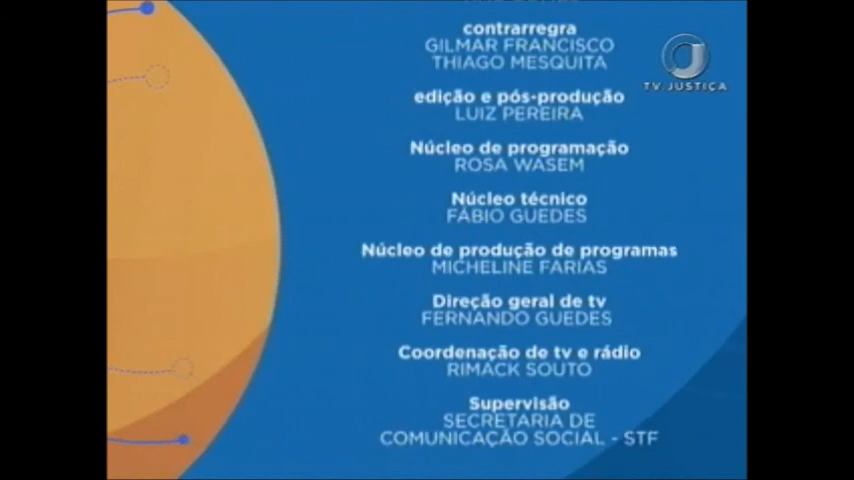 contrarregra
GILMAR FRANCISCO
THIAGO MESQUITA
TV JUSTIÇA
edição e pós-produção
LUIZ PEREIRA
Núcleo de programação
ROSA WASEM
Núcleo técnico
FÁBIO GUEDES
Núcleo de produção de programas
MICHELINE FARIAS
Direção geral de tv
FERNANDO GUEDES
Coordenação de tv e rádio
RIMACK SOUTO
Supervisão
SECRETARIA DE
COMUNICAÇÃO SOCIAL - STF